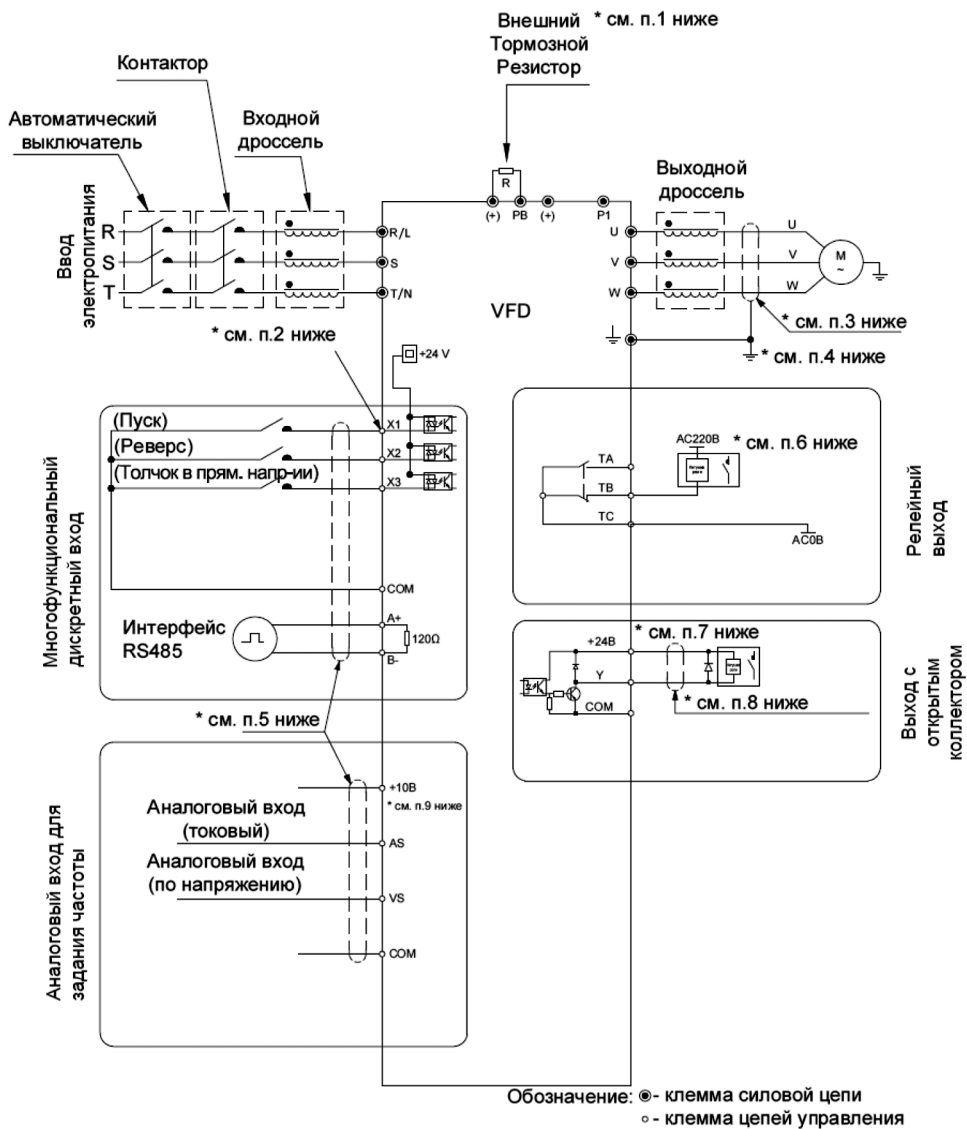 Внешний * см. п.1 ниже
Тормозной
Резистор
Контактор
Автоматический
выключатель
Входной
дроссель
Выходной
дроссель
R
(+) PB (+) P1
Ввод
электропитания
R
S
T
R/L
S
T/N
U
V
W
U
V
W
M
~
VFD
* см. п.2 ниже
* см. п.3 ниже
* см. п.4 ниже
+24 V
Многофункциональный
дискретный вход
(Пуск)
(Реверс)
(Толчок в прям. напр-ии)
X1
X2
X3
COM
Интерфейс
RS485
A+
120Ω
B-
* см. п.5 ниже
Релейный
выход
TA
TB
TC
AC220В
* см. п.6 ниже
AC0В
Выход с
открытым
коллектором
+24В
Y
COM
* см. п.7 ниже
* см. п.8 ниже
Аналоговый вход для
задания частоты
+10В
* см. п.9 ниже
Аналоговый вход
(токовый)
AS
Аналоговый вход
(по напряжению)
VS
COM
Обозначение: - клемма силовой цепи
- клемма цепей управления